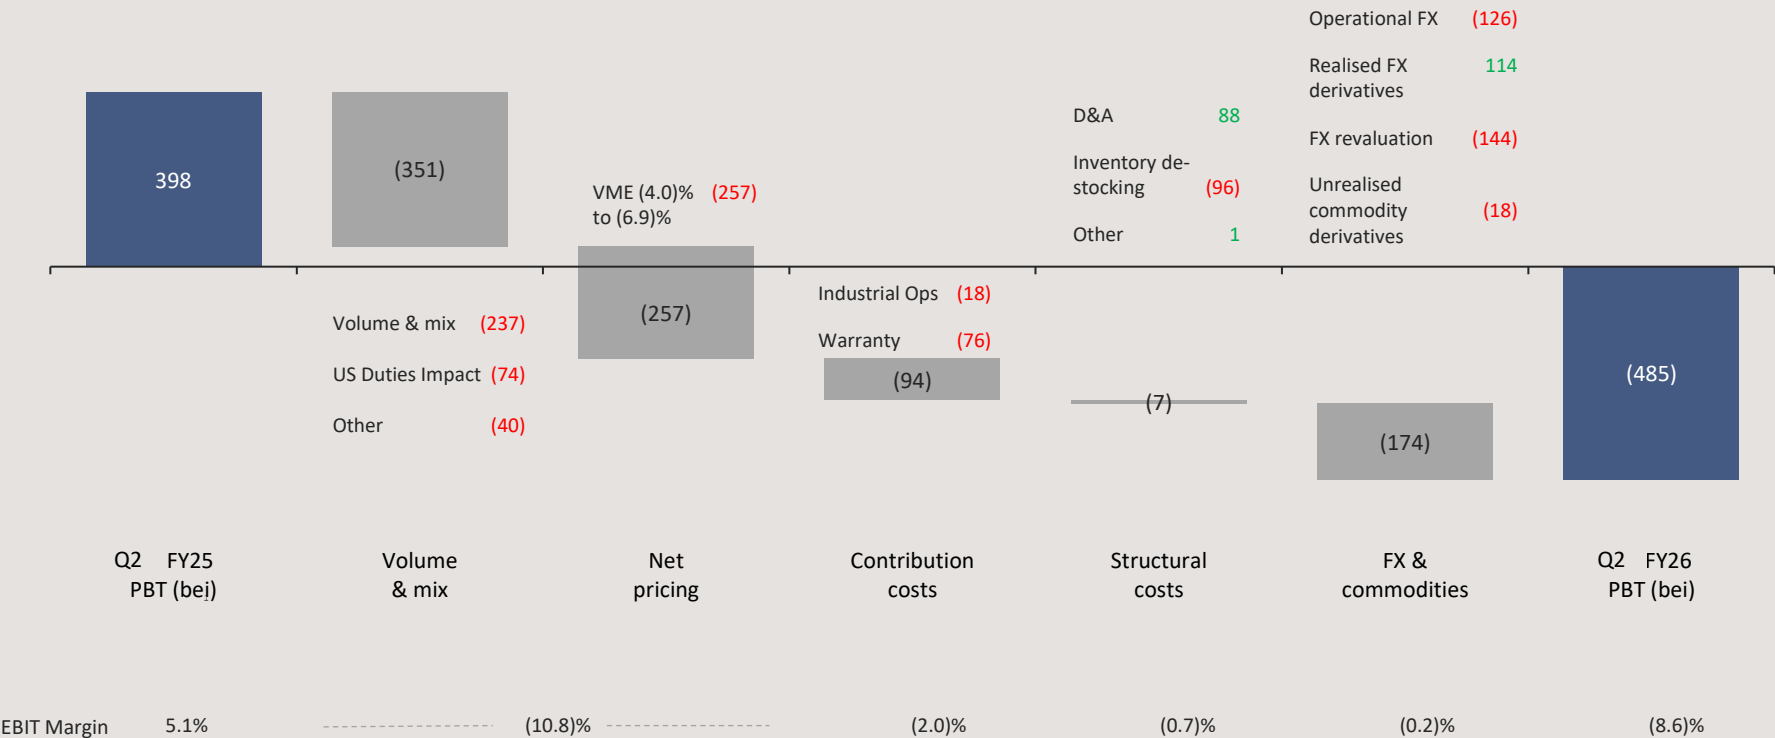 Operational FX (126)
Realised FX 114
derivatives
D&A 88
FX revaluation (144)
398
(351)
Inventory de-
stocking (96)
VME (4.0)% (257)
to (6.9)%
Unrealised
commodity (18)
derivatives
Other 1
Industrial Ops (18)
Volume & mix (237)
(257)
Warranty (76)
US Duties Impact (74)
(94)
(485)
(7)
Other (40)
(174)
Q2 FY25
PBT (bei)
Volume
& mix
Net
pricing
Contribution
costs
Structural
costs
FX &
commodities
Q2 FY26
PBT (bei)
EBIT Margin 5.1% (10.8)% (2.0)% (0.7)% (0.2)% (8.6)%